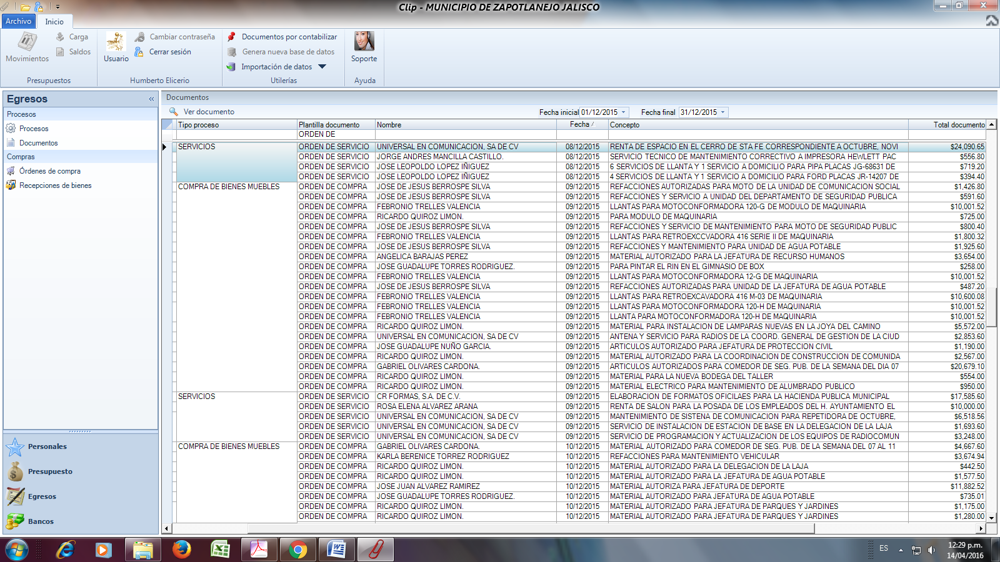 Clip - MUNICIPIO DE ZAPOTLANEJO JALISCO
Archivo Inicio
Movimientos
Carga
Saldos
Presupuestos
Usuario
Cambiar contraseña
Cerrar sesión
Humberto Elicerio
Documentos por contabilizar
Genera nueva base de datos
Importación de datos
Utilerías
Soporte
Ayuda
Egresos «
Procesos
Procesos
Documentos
Compras
Órdenes de compra
Recepciones de bienes
Personales
Presupuesto
Egresos
Bancos
Documentos
Ver documento Fecha inicial 01/12/2015 Fecha final 31/12/2015
Tipo proceso Plantilla documento Nombre Fecha Concepto Total documento
ORDEN DE
SERVICIOS ORDEN DE SERVICIO UNIVERSAL EN COMUNICACION, SA DE CV 08/12/2015 RENTA DE ESPACIO EN EL CERRO DE STA FE CORRESPONDIENTE A OCTUBRE, NOVI $24,090.65
ORDEN DE SERVICIO JORGE ANDRES MANCILLA CASTILLO. 08/12/2015 SERVICIO TECNICO DE MANTENIMIENTO CORRECTIVO A IMPRESORA HEWLETT PAC $556.80
ORDEN DE SERVICIO JOSE LEOPOLDO LOPEZ IÑIGUEZ 08/12/2015 6 SERVICIOS DE LLANTA Y 1 SERVICIO A DOMICILIO PARA PIPA PLACAS JG-68631 DE $719.20
ORDEN DE SERVICIO JOSE LEOPOLDO LOPEZ IÑIGUEZ 08/12/2015 4 SERVICIOS DE LLANTA Y 1 SERVICIO A DOMICILIO PARA FORD PLACAS JR-14207 DE $394.40
COMPRA DE BIENES MUEBLES ORDEN DE COMPRA JOSE DE JESUS BERROSPE SILVA 09/12/2015 REFACCIONES AUTORIZADAS PARA MOTO DE LA UNIDAD DE COMUNICACION SOCIAL $1,426.80
ORDEN DE COMPRA JOSE DE JESUS BERROSPE SILVA 09/12/2015 REFACCIONES Y SERVICIO A UNIDAD DEL DEPARTAMENTO DE SEGURIDAD PUBLICA $591.60
ORDEN DE COMPRA FEBRONIO TRELLES VALENCIA 09/12/2015 LLANTAS PARA MOTOCONFORMADORA 120-G DE MODULO DE MAQUINARIA $10,001.52
ORDEN DE COMPRA RICARDO QUIROZ LIMON. 09/12/2015 PARA MODULO DE MAQUINARIA $725.00
ORDEN DE COMPRA JOSE DE JESUS BERROSPE SILVA 09/12/2015 REFACCIONES Y SERVICIO DE MANTENIMIENTO PARA MOTO DE SEGURIDAD PUBLIC $800.40
ORDEN DE COMPRA FEBRONIO TRELLES VALENCIA 09/12/2015 LLANTAS PARA RETROEXCCVADORA 416 SERIE II DE MAQUINARIA $1,800.32
ORDEN DE COMPRA JOSE DE JESUS BERROSPE SILVA 09/12/2015 REFACCIONES Y MANTENIMIENTO PARA UNIDAD DE AGUA POTABLE $1,925.60
ORDEN DE COMPRA ANGELICA BARAJAS PEREZ 09/12/2015 MATERIAL AUTORIZADO PARA LA JEFATURA DE RECURSO HUMANOS $3,654.00
ORDEN DE COMPRA JOSE GUADALUPE TORRES RODRIGUEZ. 09/12/2015 PARA PINTAR EL RIN EN EL GIMNASIO DE BOX $258.00
ORDEN DE COMPRA FEBRONIO TRELLES VALENCIA 09/12/2015 LLANTAS PARA MOTOCONFORMADORA 12-G DE MAQUINARIA $10,001.52
ORDEN DE COMPRA JOSE DE JESUS BERROSPE SILVA 09/12/2015 REFACCIONES AUTORIZADAS PARA UNIDAD DE LA JEFATURA DE AGUA POTABLE $487.20
ORDEN DE COMPRA FEBRONIO TRELLES VALENCIA 09/12/2015 LLANTAS PARA RETROEXCAVADORA 416 M-03 DE MAQUINARIA $10,600.08
ORDEN DE COMPRA FEBRONIO TRELLES VALENCIA 09/12/2015 LLANTAS PARA MOTOCONFORMADORA 120-H DE MAQUINARIA $10,001.52
ORDEN DE COMPRA FEBRONIO TRELLES VALENCIA 09/12/2015 LLANTA PARA MOTOCONFORMADORA 120-H DE MAQUINARIA $10,001.52
ORDEN DE COMPRA RICARDO QUIROZ LIMON. 09/12/2015 MATERIAL PARA INSTALACION DE LAMPARAS NUEVAS EN LA JOYA DEL CAMINO $5,572.00
ORDEN DE COMPRA UNIVERSAL EN COMUNICACION, SA DE CV 09/12/2015 ANTENA Y SERVICIO PARA RADIOS DE LA COORD. GENERAL DE GESTION DE LA CIUD $2,853.60
ORDEN DE COMPRA JOSE GUADALUPE NUÑO GARCIA. 09/12/2015 ARTICULOS AUTORIZADO PARA JEFATURA DE PROTECCION CIVIL $1,190.00
ORDEN DE COMPRA RICARDO QUIROZ LIMON. 09/12/2015 MATERIAL AUTORIZADO PARA LA COORDINACION DE CONSTRUCCION DE COMUNIDA $2,567.00
ORDEN DE COMPRA GABRIEL OLIVARES CARDONA. 09/12/2015 ARTICULOS AUTORIZADOS PARA COMEDOR DE SEG. PUB. DE LA SEMANA DEL DIA 07 $20,679.10
ORDEN DE COMPRA RICARDO QUIROZ LIMON. 09/12/2015 MATERIAL PARA LA NUEVA BODEGA DEL TALLER $554.00
ORDEN DE COMPRA RICARDO QUIROZ LIMON. 09/12/2015 MATERIAL ELECTRICO PARA MANTENIMIENTO DE ALUMBRADO PUBLICO $950.00
SERVICIOS ORDEN DE SERVICIO CR FORMAS, S.A. DE C.V. 09/12/2015 ELABORACION DE FORMATOS OFICILAES PARA LA HACIENDA PUBLICA MUNICIPAL $17,585.60
ORDEN DE SERVICIO ROSA ELENA ALVAREZ ARANA 09/12/2015 RENTA DE SALON PARA LA POSADA DE LOS EMPLEADOS DEL H. AYUNTAMIENTO EL $10,000.00
ORDEN DE SERVICIO UNIVERSAL EN COMUNICACION, SA DE CV 09/12/2015 MANTENIMIENTO DE SISTENA DE COMUNICACION PARA REPETIDORA DE OCTUBRE, $6,518.56
ORDEN DE SERVICIO UNIVERSAL EN COMUNICACION, SA DE CV 09/12/2015 SERVICIO DE INSTALACION DE ESTACION DE BASE EN LA DELEGACION DE LA LAJA $1,693.60
ORDEN DE SERVICIO UNIVERSAL EN COMUNICACION, SA DE CV 09/12/2015 SERVICIO DE PROGRAMACION Y ACTUALIZACION DE LOS EQUIPOS DE RADIOCOMUN $3,248.00
COMPRA DE BIENES MUEBLES ORDEN DE COMPRA GABRIEL OLIVARES CARDONA. 10/12/2015 MATERIAL AUTORIZADO PARA COMEDOR DE SEG. PUB. DE LA SEMANA DEL 07 AL 11 $4,667.60
ORDEN DE COMPRA KARLA BERENICE TORREZ RODRIGUEZ 10/12/2015 REFACCIONES PARA MANTENIMIENTO VEHICULAR $3,674.94
ORDEN DE COMPRA RICARDO QUIROZ LIMON. 10/12/2015 MATERIAL AUTORIZADO PARA LA DELEGACION DE LA LAJA $442.50
ORDEN DE COMPRA RICARDO QUIROZ LIMON. 10/12/2015 MATERIAL AUTORIZADO PARA LA JEFATURA DE AGUA POTABLE $1,577.50
ORDEN DE COMPRA JOSE JUAN ALVAREZ RAMIREZ 10/12/2015 MATERIAL AUTORIZA PARA JEFATURA DE DEPORTE $11,882.52
ORDEN DE COMPRA JOSE GUADALUPE TORRES RODRIGUEZ. 10/12/2015 MATERIAL AUTORIZADO PARA JEFATURA DE AGUA POTABLE $735.01
ORDEN DE COMPRA RICARDO QUIROZ LIMON. 10/12/2015 MATERIAL AUTORIZADO PARA JEFATURA DE PARQUES Y JARDINES $1,175.00
ORDEN DE COMPRA RICARDO QUIROZ LIMON. 10/12/2015 MATERIAL AUTORIZADO PARA JEFATURA DE PARQUES Y JARDINES $1,280.00
ES 12:29 p.m.
14/04/2016